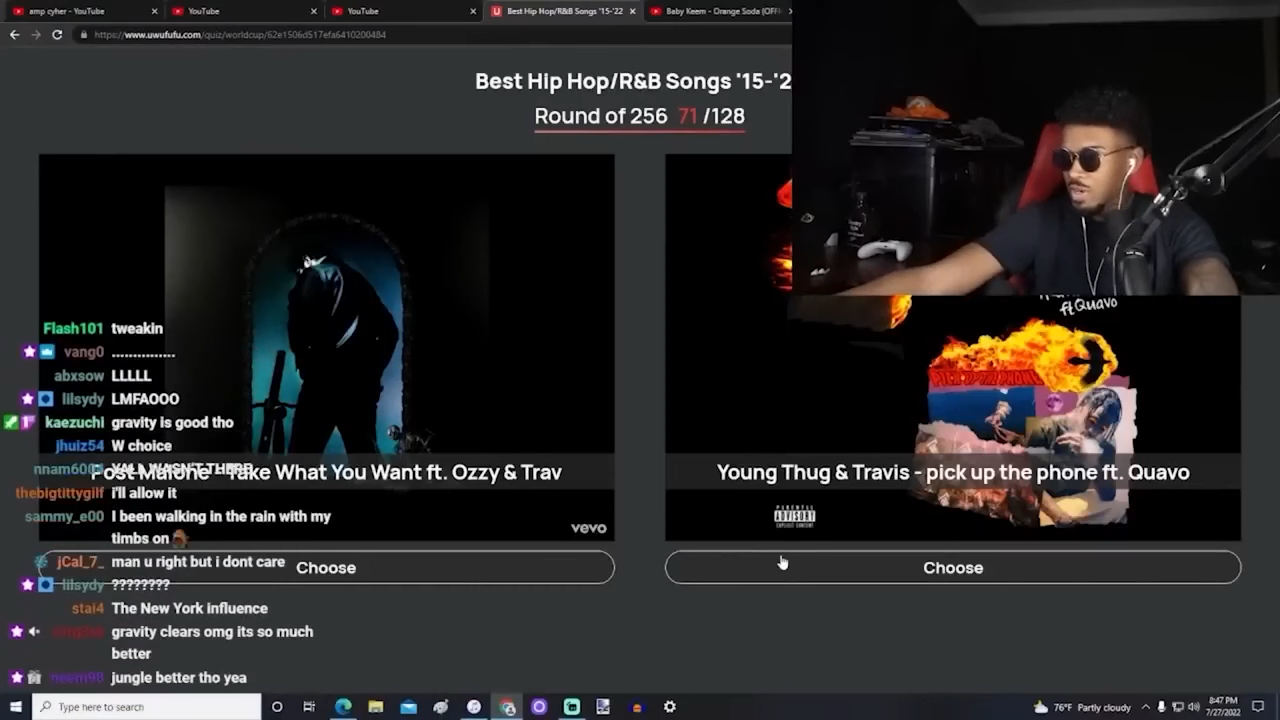 amp cyher - YouTube
YouTube
YouTube
Best Hip Hop/R&B Songs '15-'22
Baby Keem - Orange Soda (OFF
https://www.uwufufu.com/quiz/worldcup/62e1506d517efa6410200484
Best Hip Hop/R&B Songs '15-'2
Round of 256 71 /128
ft Quavo
Flash101 tweakin
vang0 ...............
abxsow LLLLL
lilsydy LMFAOOO
kaezuchI gravity is good tho
jhuiz54 W choice
YALL WASN'T THERE
Post Malone - Take What You Want ft. Ozzy & Trav
Young Thug & Travis - pick up the phone ft. Quavo
thebigtittygilf i'll allow it
sammy_e00 I been walking in the rain with my
timbs on
PARENTAL
ADVISORY
EXPLICIT CONTENT
vevo
jCal_7_ man u right but i dont care
Choose
Choose
lilsydy ????????
stai4 The New York influence
gravity clears omg its so much
better
neem98 jungle better tho yea
Type here to search
76°F Partly cloudy
8:47 PM
7/27/2022